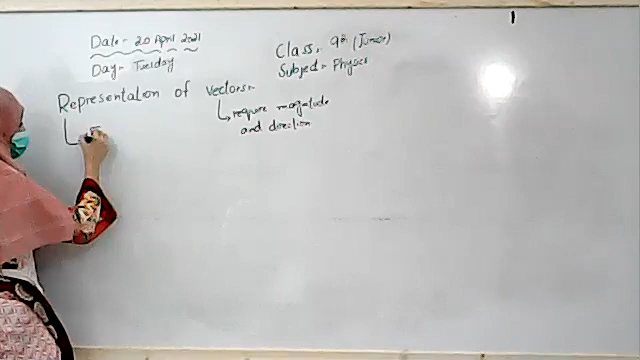 Date:- 20 April 2021
Day:- Tuesday
Class:- 9th (Junior)
Subject:- Physics
Representation of vectors:-
require magnitude
and direction